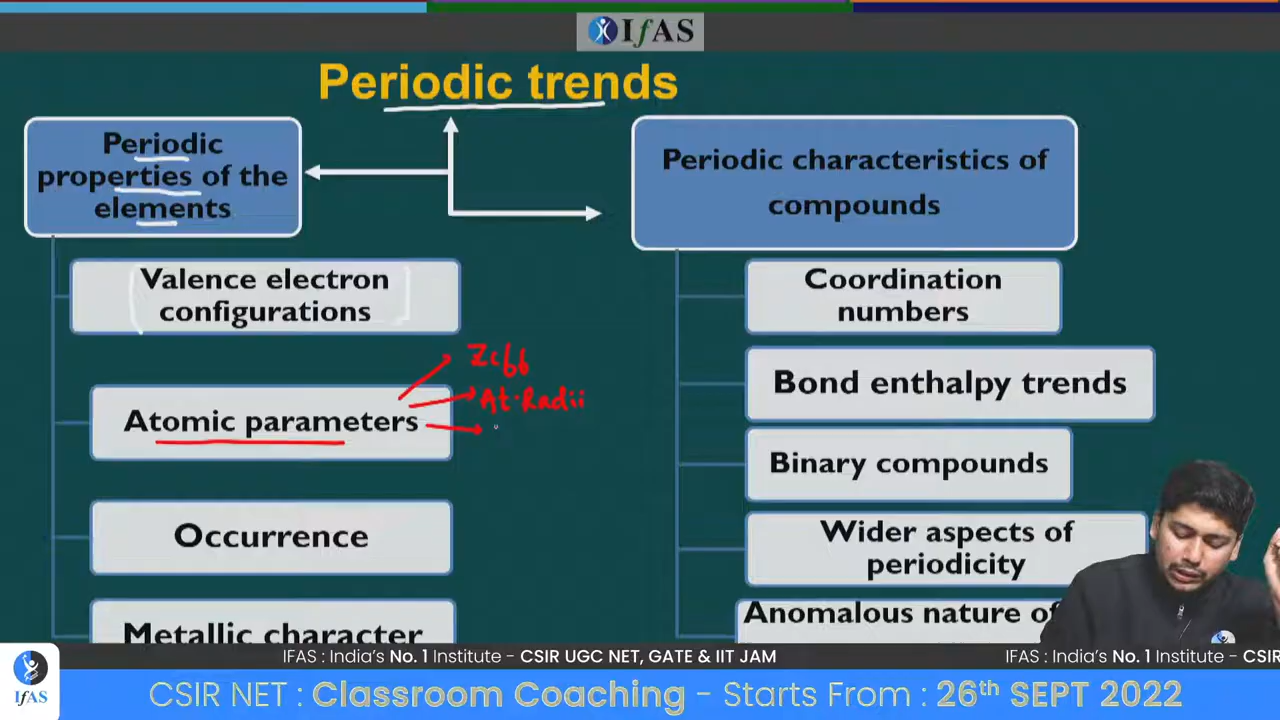 IfAS
Periodic trends
Periodic
properties of the
elements
Periodic characteristics of
compounds
Valence electron
configurations
Coordination
numbers
Zeff
At. Radii
Atomic parameters
Bond enthalpy trends
Binary compounds
Occurrence
Wider aspects of
periodicity
Metallic character
Anomalous nature of
IFAS : India's No. 1 Institute - CSIR UGC NET, GATE & IIT JAM
IFAS : India's No. 1 Institute - CSI
IfAS
CSIR NET : Classroom Coaching - Starts From : 26th SEPT 2022